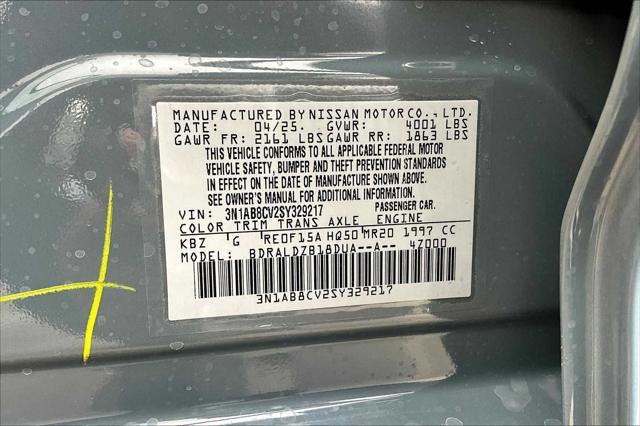 MANUFACTURED BY NISSAN MOTOR CO., LTD.
DATE: 04/25. GVWR: 4001 LBS
GAWR FR: 2161 LBS GAWR RR: 1863 LBS
THIS VEHICLE CONFORMS TO ALL APPLICABLE FEDERAL MOTOR
VEHICLE SAFETY, BUMPER AND THEFT PREVENTION STANDARDS
IN EFFECT ON THE DATE OF MANUFACTURE SHOWN ABOVE.
SEE OWNER'S MANUAL FOR ADDITIONAL INFORMATION.
VIN: 3N1AB8CV2SY329217 PASSENGER CAR.
COLOR TRIM TRANS AXLE ENGINE
KBZ G RE0F15A HQ50 MR20 1997 CC
MODEL: BDRALDZB18DUA--A-- 4Z000
3N1AB8CV2SY329217